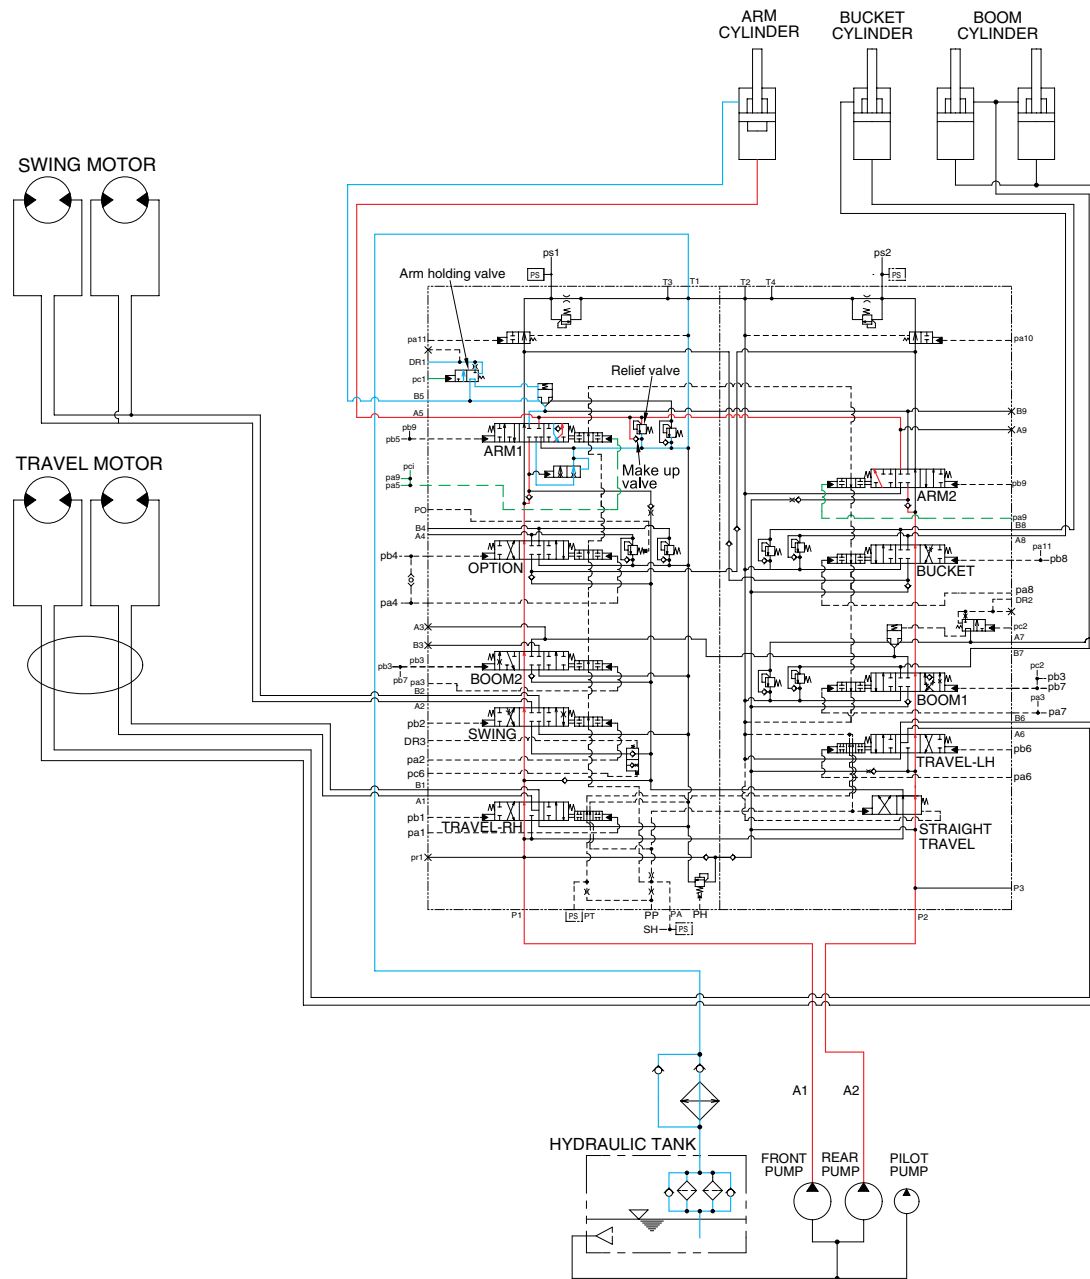 ARM
CYLINDER
BUCKET
CYLINDER
BOOM
CYLINDER
SWING MOTOR
TRAVEL MOTOR
ps1
PS
ps2
PS
Arm holding valve
T3
T1
T2
T4
pa11
pa10
DR1
pc1
Relief valve
B5
A5
B9
A9
pb9
pb5
ARM1
Make up
valve
pci
pa9
pa5
ARM2
pb9
PO
pa9
B4
A4
B8
A8
pb4
OPTION
BUCKET
pa11
pb8
pa4
pa8
DR2
A3
pc2
A7
B3
B7
pb3
pb3
pb7
BOOM2
pa3
B2
BOOM1
pc2
pb3
pb7
pa3
pa7
A2
B6
pb2
SWING
A6
DR3
TRAVEL-LH
pb6
pa2
pc6
pa6
B1
A1
pb1
TRAVEL-RH
pa1
STRAIGHT
TRAVEL
pr1
P3
P1
PS
PT
PP
PA
PH
P2
SH
PS
A1
A2
HYDRAULIC TANK
FRONT
PUMP
REAR
PUMP
PILOT
PUMP